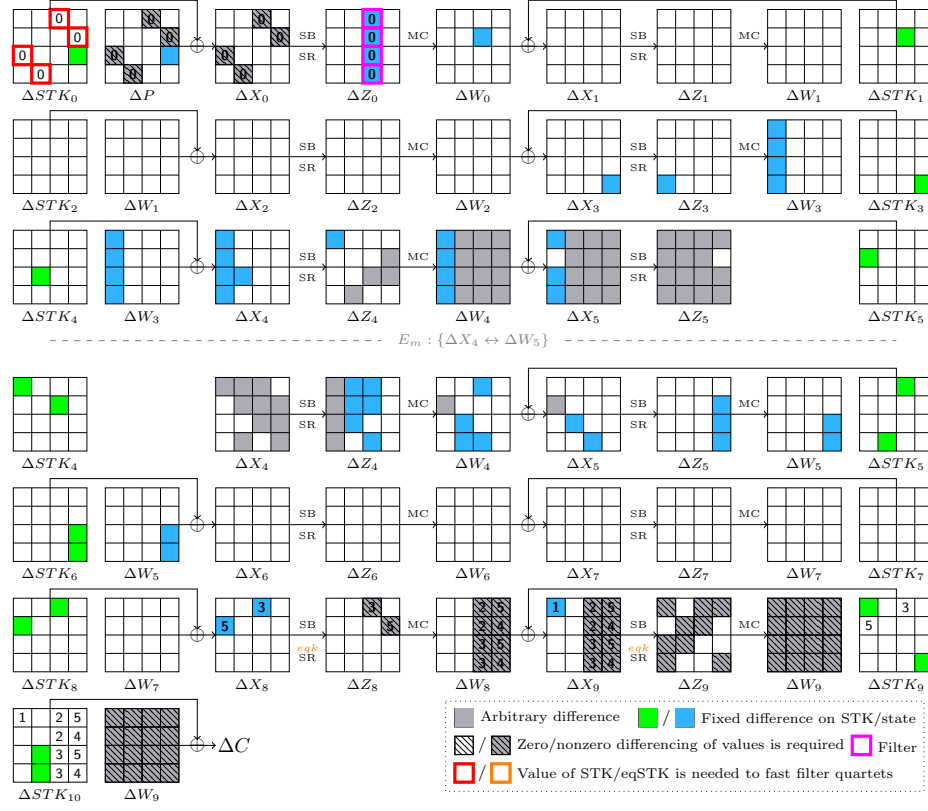 0 0 0 0
0 0 0 0
0 0 0 0 SB MC
0 0 0 0 SR
ΔSTK0 ΔP ΔX0 ΔZ0 ΔW0 ΔX1 ΔZ1 ΔW1 ΔSTK1
SB MC SB MC
SR SR
ΔSTK2 ΔW1 ΔX2 ΔZ2 ΔW2 ΔX3 ΔZ3 ΔW3 ΔSTK3
SB MC SB
SR SR
ΔSTK4 ΔW3 ΔX4 ΔZ4 ΔW4 ΔX5 ΔZ5 ΔSTK5
Em : {ΔX4 ↔ ΔW5}
SB MC SB MC
SR SR
ΔSTK4 ΔX4 ΔZ4 ΔW4 ΔX5 ΔZ5 ΔW5 ΔSTK5
SB MC SB MC
SR SR
ΔSTK6 ΔW5 ΔX6 ΔZ6 ΔW6 ΔX7 ΔZ7 ΔW7 ΔSTK7
3 3 2 5 1 2 5 3
5 SB 5 MC 2 4 2 4 SB MC 5
eqk 3 5 3 5 eqk
SR 3 4 3 4 SR
ΔSTK8 ΔW7 ΔX8 ΔZ8 ΔW8 ΔX9 ΔZ9 ΔW9 ΔSTK9
1 2 5
2 4
3 5 ΔC
3 4
ΔSTK10 ΔW9
Arbitrary difference / Fixed difference on STK/state
/ Zero/nonzero differencing of values is required Filter
/ Value of STK/eqSTK is needed to fast filter quartets